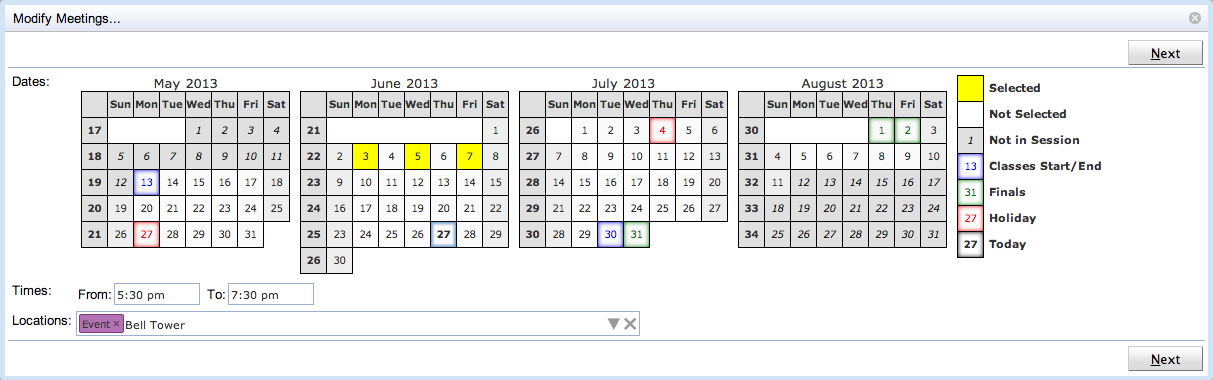 Modify Meetings...
Next
Dates:
May 2013 June 2013 July 2013 August 2013
Sun Mon Tue Wed Thu Fri Sat Sun Mon Tue Wed Thu Fri Sat Sun Mon Tue Wed Thu Fri Sat Sun Mon Tue Wed Thu Fri Sat
17 1 2 3 4 21 1 26 1 2 3 4 5 6 30 1 2 3
18 5 6 7 8 9 10 11 22 2 3 4 5 6 7 8 27 7 8 9 10 11 12 13 31 4 5 6 7 8 9 10
19 12 13 14 15 16 17 18 23 9 10 11 12 13 14 15 28 14 15 16 17 18 19 20 32 11 12 13 14 15 16 17
20 19 20 21 22 23 24 25 24 16 17 18 19 20 21 22 29 21 22 23 24 25 26 27 33 18 19 20 21 22 23 24
21 26 27 28 29 30 31 25 23 24 25 26 27 28 29 30 28 29 30 31 34 25 26 27 28 29 30 31
26 30
Selected
Not Selected
1 Not in Session
13 Classes Start/End
31 Finals
27 Holiday
27 Today
Times: From: 5:30 pm To: 7:30 pm
Locations: Event × Bell Tower
Next